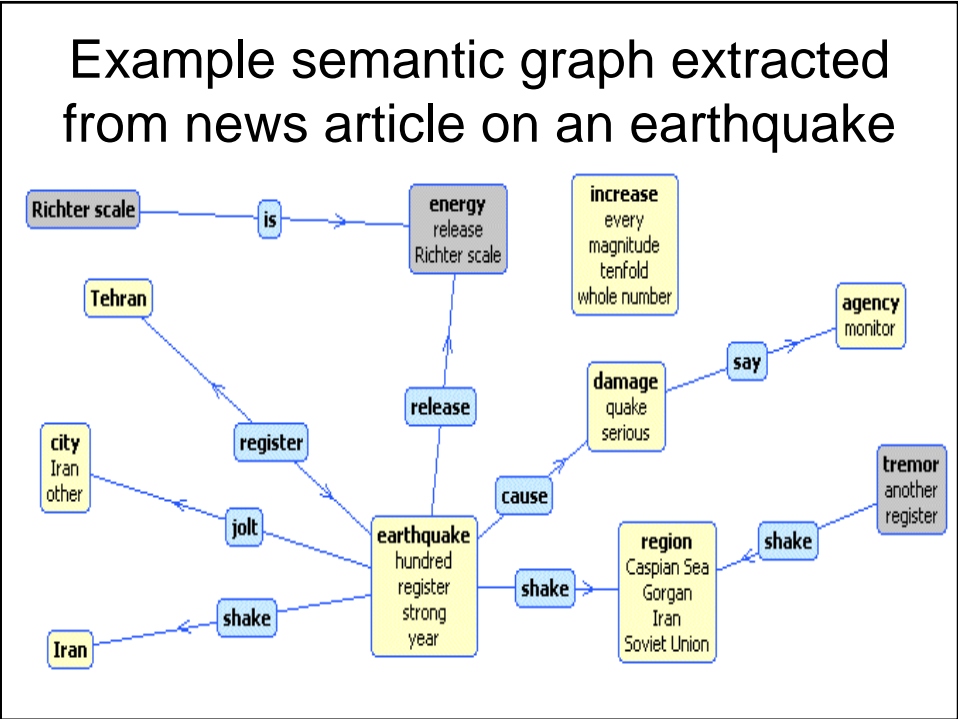 Example semantic graph extracted
from news article on an earthquake
Richter scale
is
energy
release
Richter scale
increase
every
magnitude
tenfold
whole number
Tehran
agency
monitor
say
damage
quake
serious
release
register
city
Iran
other
tremor
another
register
cause
jolt
earthquake
hundred
register
strong
year
region
Caspian Sea
Gorgan
Iran
Soviet Union
shake
shake
shake
Iran